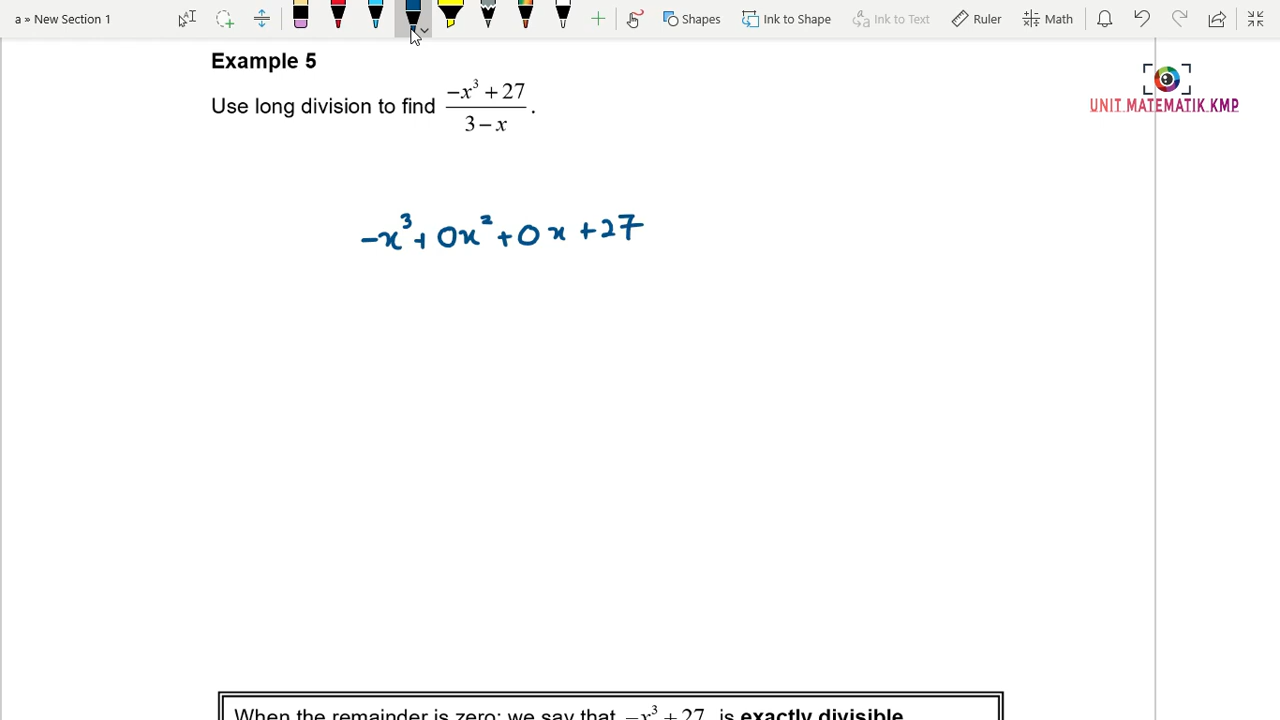 a » New Section 1 Shapes Ink to Shape Ink to Text Ruler Math
Example 5
Use long division to find (−x³ + 27)/(3 − x).
UNIT MATEMATIK KMP
−x³ + 0x² + 0x + 27
When the remainder is zero; we say that −x³ + 27 is exactly divisible